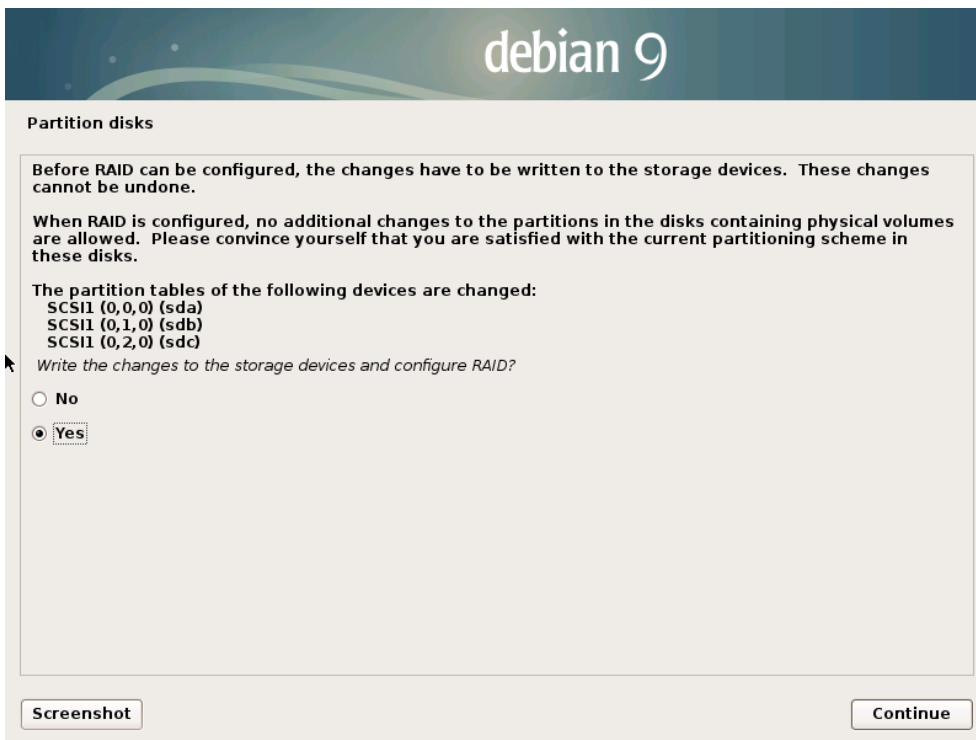 debian 9
Partition disks
Before RAID can be configured, the changes have to be written to the storage devices.  These changes
cannot be undone.
When RAID is configured, no additional changes to the partitions in the disks containing physical volumes
are allowed.  Please convince yourself that you are satisfied with the current partitioning scheme in
these disks.
The partition tables of the following devices are changed:
SCSI1 (0,0,0) (sda)
SCSI1 (0,1,0) (sdb)
SCSI1 (0,2,0) (sdc)
Write the changes to the storage devices and configure RAID?
No
Yes
Screenshot
Continue